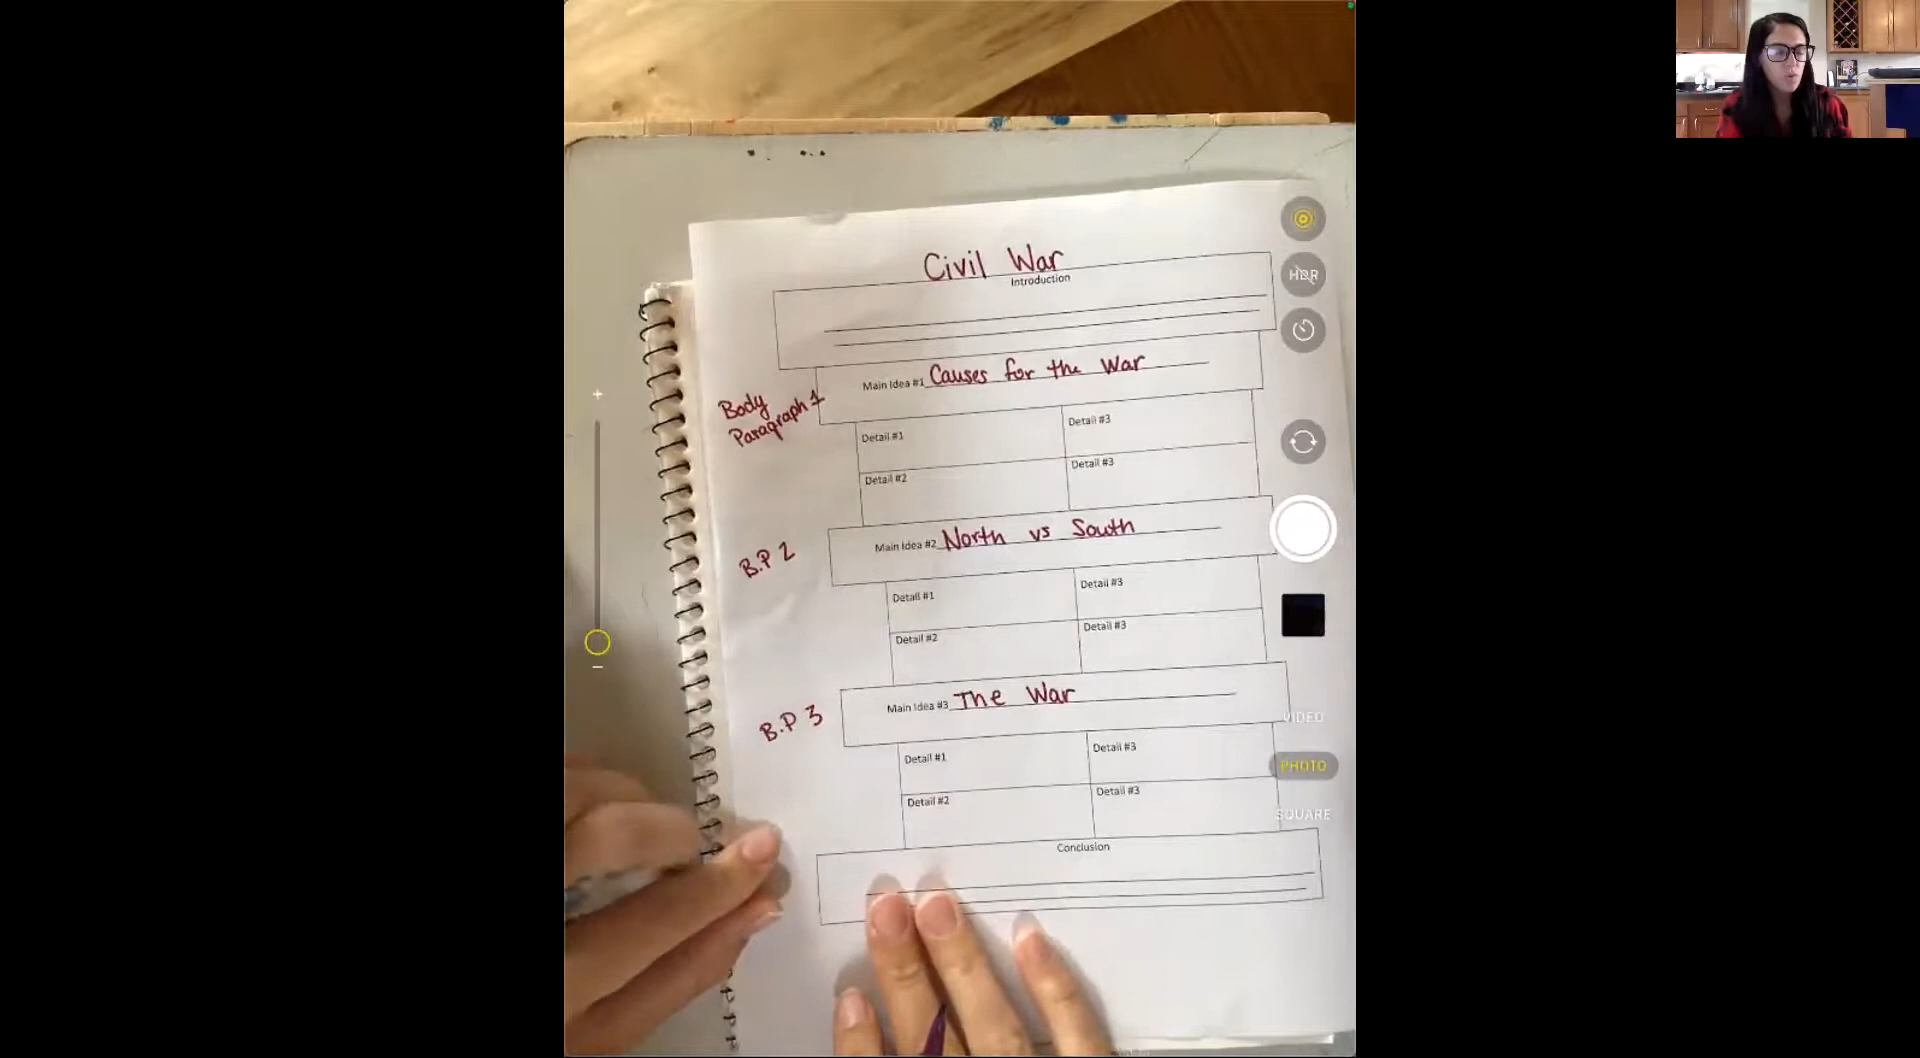 Civil War
Introduction
Main Idea #1 Causes for the War
Body
Paragraph 1
Detail #1
Detail #3
Detail #2
Detail #3
Main Idea #2 North vs South
B.P 2
Detail #1
Detail #3
Detail #2
Detail #3
Main Idea #3 The War
B.P 3
Detail #1
Detail #3
Detail #2
Detail #3
Conclusion
HDR
VIDEO
PHOTO
SQUARE